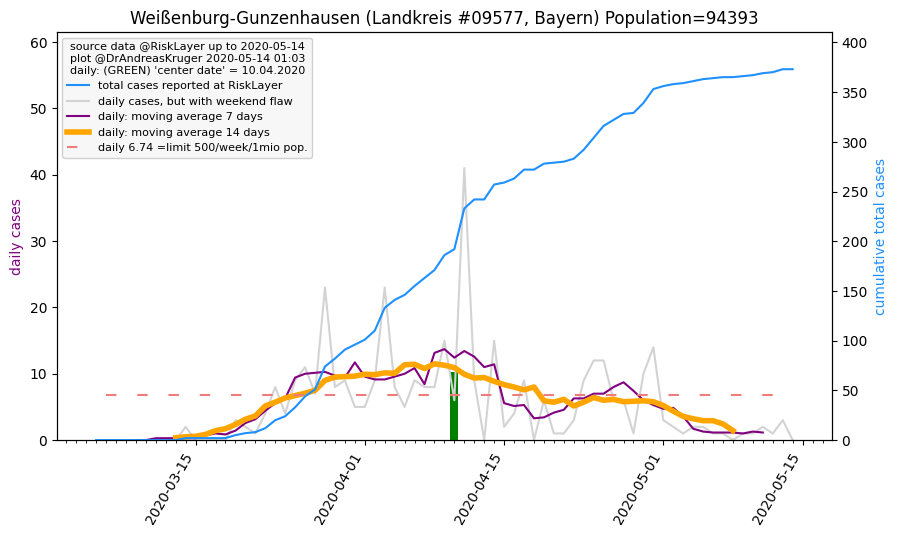 Weißenburg-Gunzenhausen (Landkreis #09577, Bayern) Population=94393
source data @RiskLayer up to 2020-05-14
plot @DrAndreasKruger 2020-05-14 01:03
daily: (GREEN) 'center date' = 10.04.2020
total cases reported at RiskLayer
daily cases, but with weekend flaw
daily: moving average 7 days
daily: moving average 14 days
daily 6.74 =limit 500/week/1mio pop.
daily cases
60
50
40
30
20
10
0
cumulative total cases
400
350
300
250
200
150
100
50
0
2020-03-15
2020-04-01
2020-04-15
2020-05-01
2020-05-15